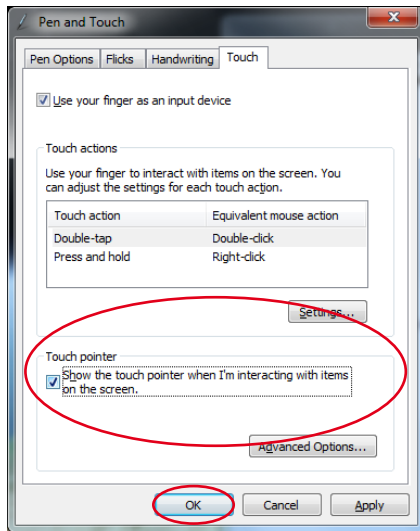 Pen and Touch
Pen Options Flicks Handwriting Touch
Use your finger as an input device
Touch actions
Use your finger to interact with items on the screen. You
can adjust the settings for each touch action.
Touch action Equivalent mouse action
Double-tap Double-click
Press and hold Right-click
Settings...
Touch pointer
Show the touch pointer when I'm interacting with items
on the screen.
Advanced Options...
OK Cancel Apply